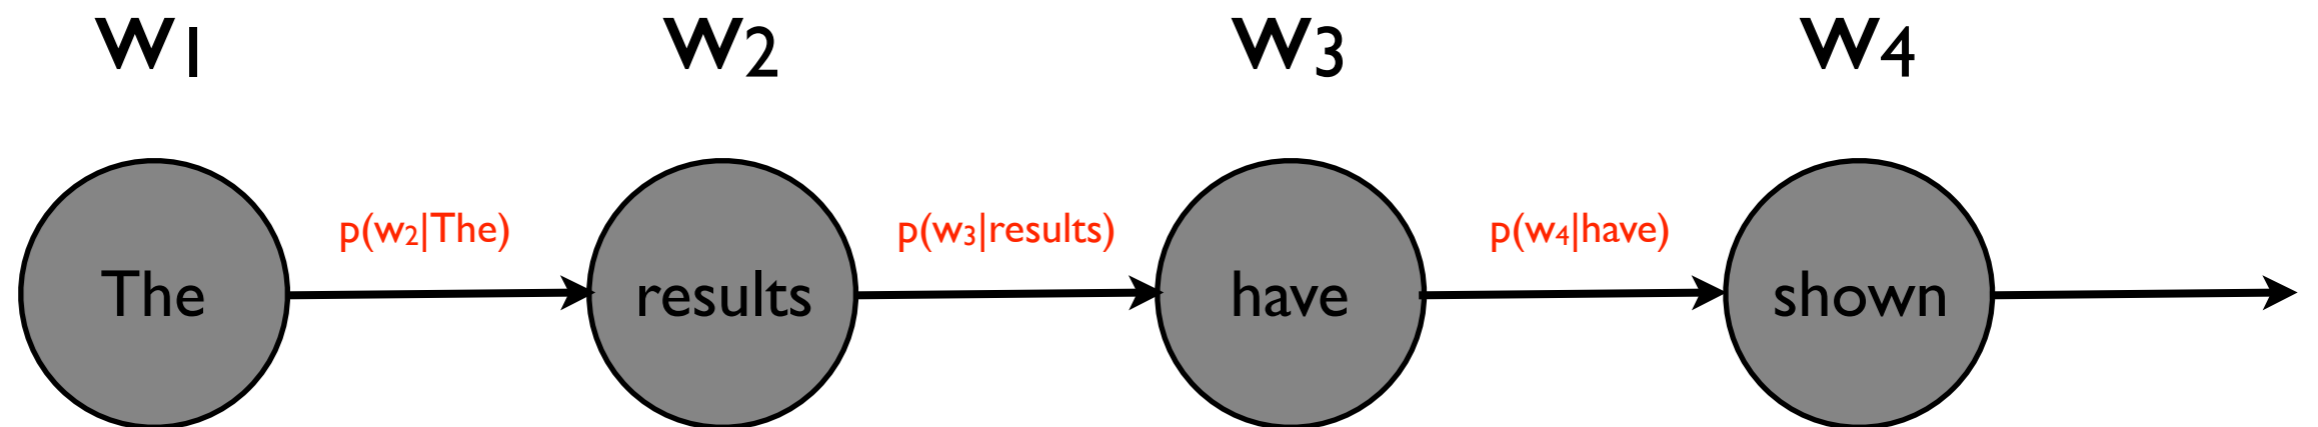 w1 w2 w3 w4
p(w2|The) p(w3|results) p(w4|have)
The results have shown